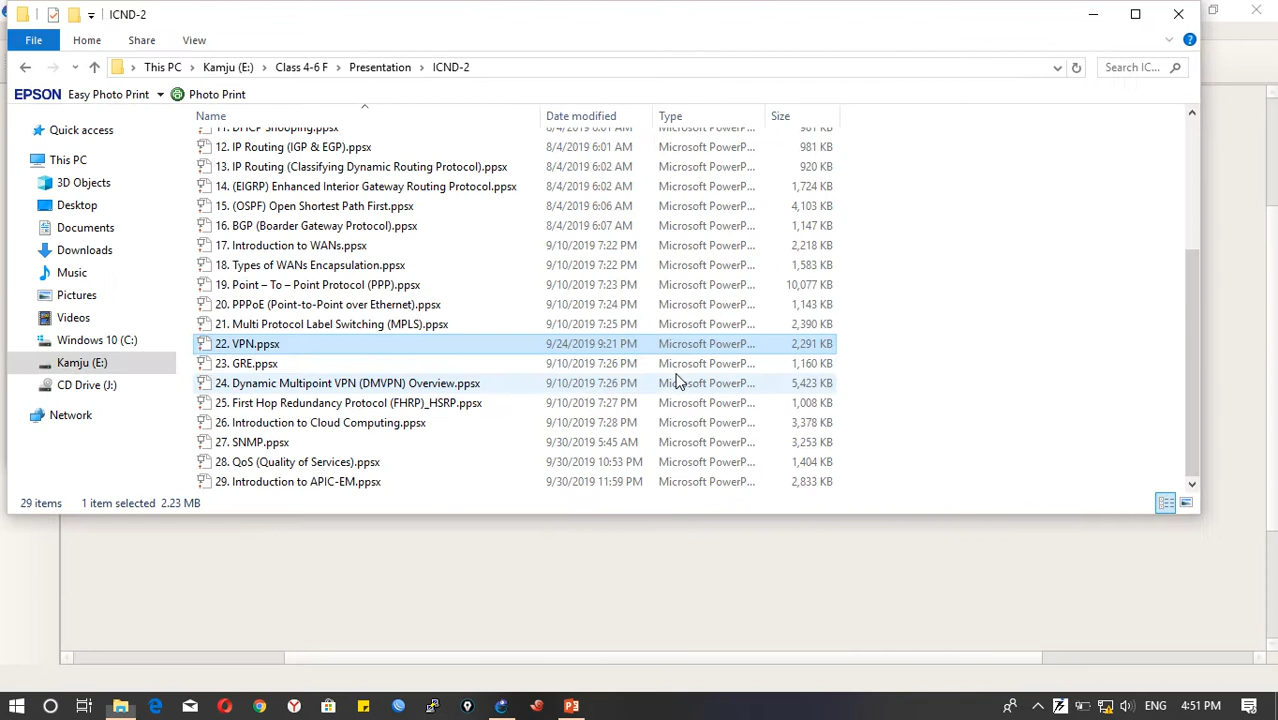 ICND-2
File Home Share View
This PC Kamju (E:) Class 4-6 F Presentation ICND-2
Search IC...
EPSON Easy Photo Print Photo Print
Name Date modified Type Size
Quick access
This PC
3D Objects
Desktop
Documents
Downloads
Music
Pictures
Videos
Windows 10 (C:)
Kamju (E:)
CD Drive (J:)
Network
11. DHCP Snooping.ppsx 8/4/2019 6:01 AM Microsoft PowerP... 981 KB
12. IP Routing (IGP & EGP).ppsx 8/4/2019 6:01 AM Microsoft PowerP... 981 KB
13. IP Routing (Classifying Dynamic Routing Protocol).ppsx 8/4/2019 6:02 AM Microsoft PowerP... 920 KB
14. (EIGRP) Enhanced Interior Gateway Routing Protocol.ppsx 8/4/2019 6:02 AM Microsoft PowerP... 1,724 KB
15. (OSPF) Open Shortest Path First.ppsx 8/4/2019 6:06 AM Microsoft PowerP... 4,103 KB
16. BGP (Boarder Gateway Protocol).ppsx 8/4/2019 6:07 AM Microsoft PowerP... 1,147 KB
17. Introduction to WANs.ppsx 9/10/2019 7:22 PM Microsoft PowerP... 2,218 KB
18. Types of WANs Encapsulation.ppsx 9/10/2019 7:22 PM Microsoft PowerP... 1,583 KB
19. Point – To – Point Protocol (PPP).ppsx 9/10/2019 7:23 PM Microsoft PowerP... 10,077 KB
20. PPPoE (Point-to-Point over Ethernet).ppsx 9/10/2019 7:24 PM Microsoft PowerP... 1,143 KB
21. Multi Protocol Label Switching (MPLS).ppsx 9/10/2019 7:25 PM Microsoft PowerP... 2,390 KB
22. VPN.ppsx 9/24/2019 9:21 PM Microsoft PowerP... 2,291 KB
23. GRE.ppsx 9/10/2019 7:26 PM Microsoft PowerP... 1,160 KB
24. Dynamic Multipoint VPN (DMVPN) Overview.ppsx 9/10/2019 7:26 PM Microsoft PowerP... 5,423 KB
25. First Hop Redundancy Protocol (FHRP)_HSRP.ppsx 9/10/2019 7:27 PM Microsoft PowerP... 1,008 KB
26. Introduction to Cloud Computing.ppsx 9/10/2019 7:28 PM Microsoft PowerP... 3,378 KB
27. SNMP.ppsx 9/30/2019 5:45 AM Microsoft PowerP... 3,253 KB
28. QoS (Quality of Services).ppsx 9/30/2019 10:53 PM Microsoft PowerP... 1,404 KB
29. Introduction to APIC-EM.ppsx 9/30/2019 11:59 PM Microsoft PowerP... 2,833 KB
29 items 1 item selected 2.23 MB
ENG 4:51 PM